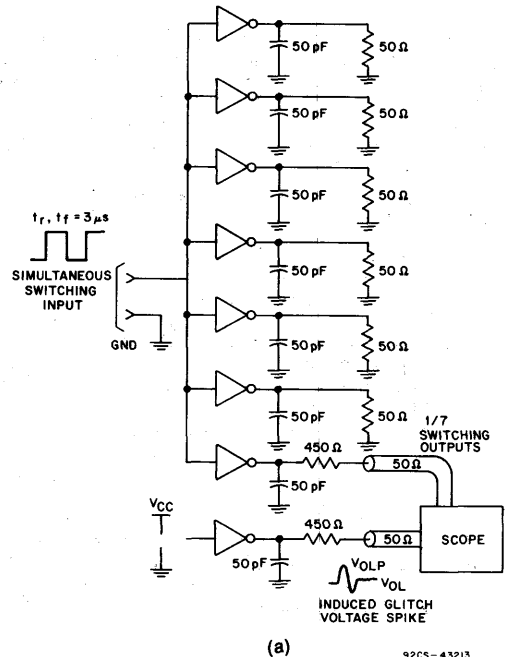 50 pF
50 Ω
50 pF
50 Ω
50 pF
50 Ω
tr, tf = 3 μs
50 pF
50 Ω
SIMULTANEOUS
SWITCHING
INPUT
GND
50 pF
50 Ω
50 pF
50 Ω
1/7
SWITCHING
OUTPUTS
450 Ω
50 Ω
50 pF
VCC
450 Ω
50 Ω
SCOPE
50 pF
VOLP
VOL
INDUCED GLITCH
VOLTAGE SPIKE
(a)
92CS-43213